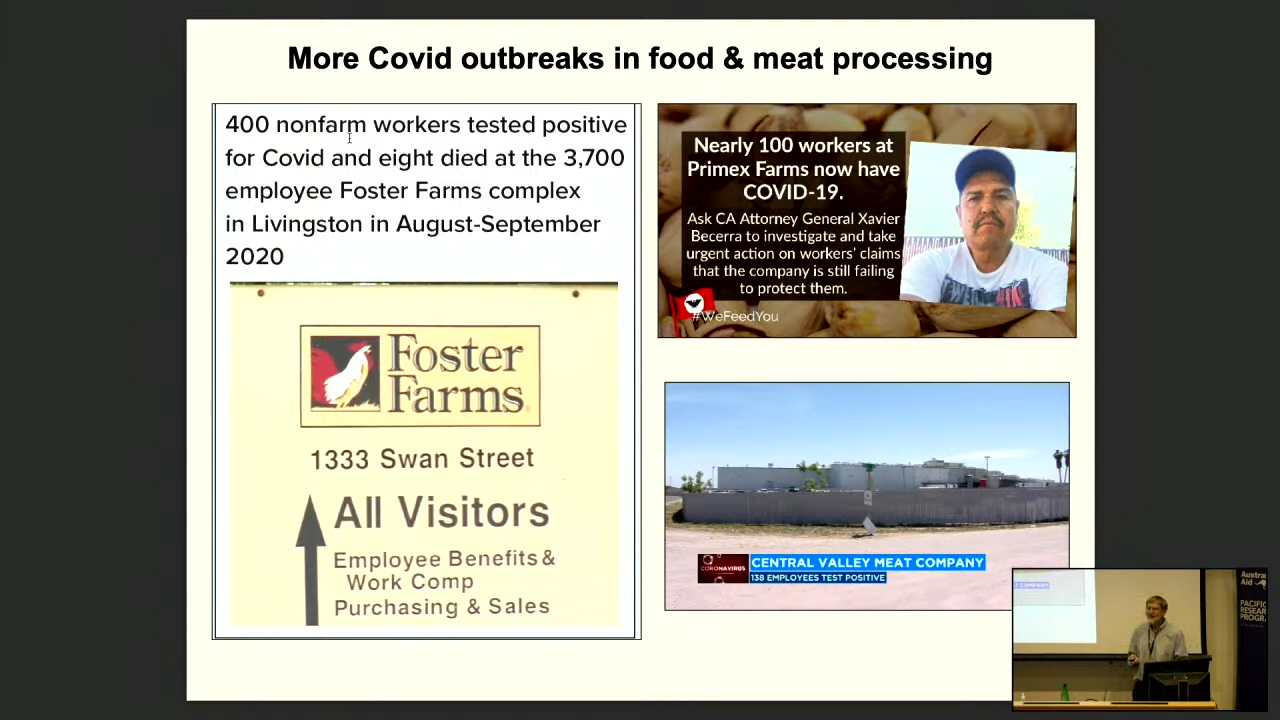 More Covid outbreaks in food & meat processing
400 nonfarm workers tested positive
for Covid and eight died at the 3,700
employee Foster Farms complex
in Livingston in August-September
2020
Foster
Farms
1333 Swan Street
All Visitors
Employee Benefits &
Work Comp
Purchasing & Sales
Nearly 100 workers at
Primex Farms now have
COVID-19.
Ask CA Attorney General Xavier
Becerra to investigate and take
urgent action on workers' claims
that the company is still failing
to protect them.
#WeFeedYou
CORONAVIRUS
CENTRAL VALLEY MEAT COMPANY
138 EMPLOYEES TEST POSITIVE
Aid
PACIFIC